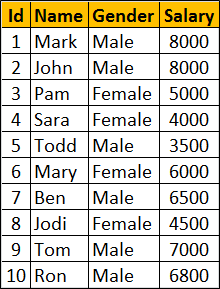 Id Name Gender Salary
1 Mark Male 8000
2 John Male 8000
3 Pam Female 5000
4 Sara Female 4000
5 Todd Male 3500
6 Mary Female 6000
7 Ben Male 6500
8 Jodi Female 4500
9 Tom Male 7000
10 Ron Male 6800